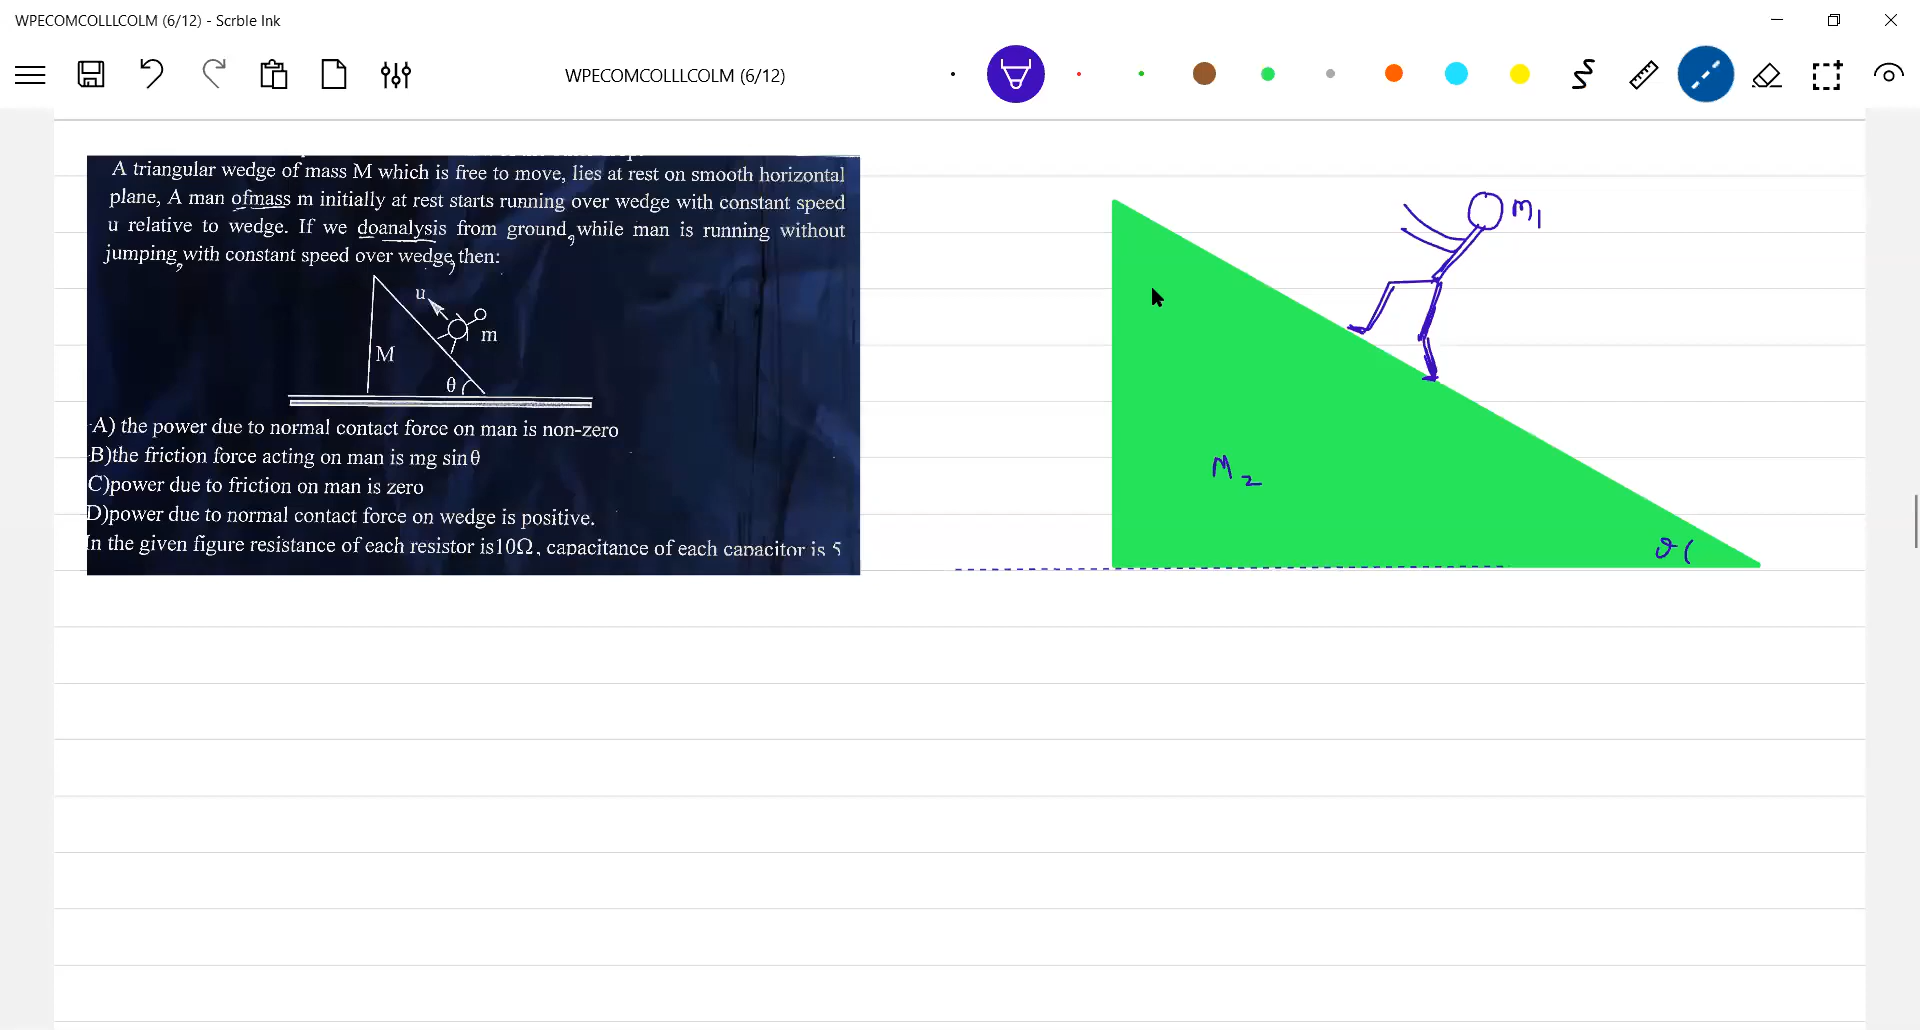 WPECOMCOLLLCOLM (6/12) - Scrble Ink
WPECOMCOLLLCOLM (6/12)
A triangular wedge of mass M which is free to move, lies at rest on smooth horizontal
plane, A man ofmass m initially at rest starts running over wedge with constant speed
u relative to wedge. If we doanalysis from ground, while man is running without
jumping, with constant speed over wedge, then:
u
m
M
θ
A) the power due to normal contact force on man is non-zero
B)the friction force acting on man is mg sinθ
C)power due to friction on man is zero
D)power due to normal contact force on wedge is positive.
In the given figure resistance of each resistor is10Ω, capacitance of each capacitor is 5
M1
M2
θ